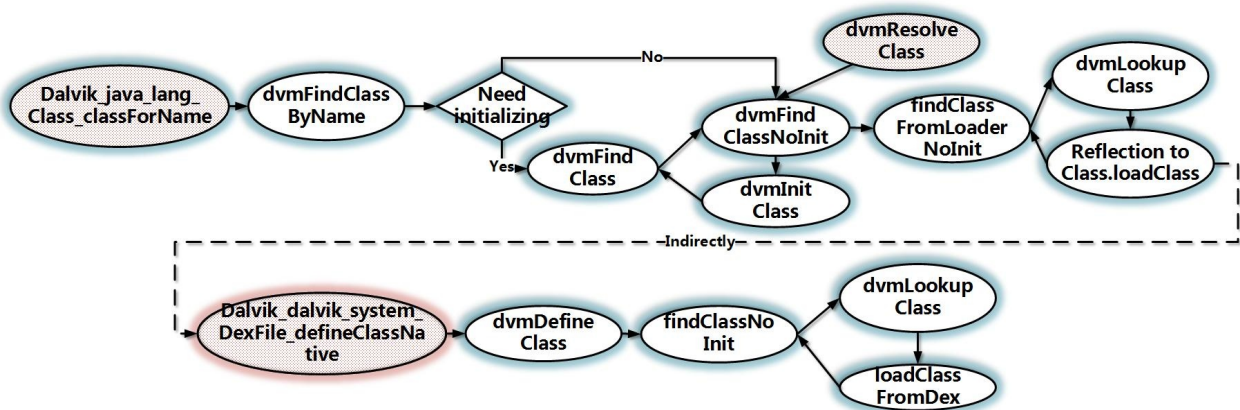 Dalvik_java_lang_
Class_classForName
dvmFindClass
ByName
Need
initializing
No
Yes
dvmResolve
Class
dvmFind
Class
dvmFind
ClassNoInit
dvmInit
Class
findClass
FromLoader
NoInit
dvmLookup
Class
Reflection to
Class.loadClass
Indirectly
Dalvik_dalvik_system_
DexFile_defineClassNa
tive
dvmDefine
Class
findClassNo
Init
dvmLookup
Class
loadClass
FromDex